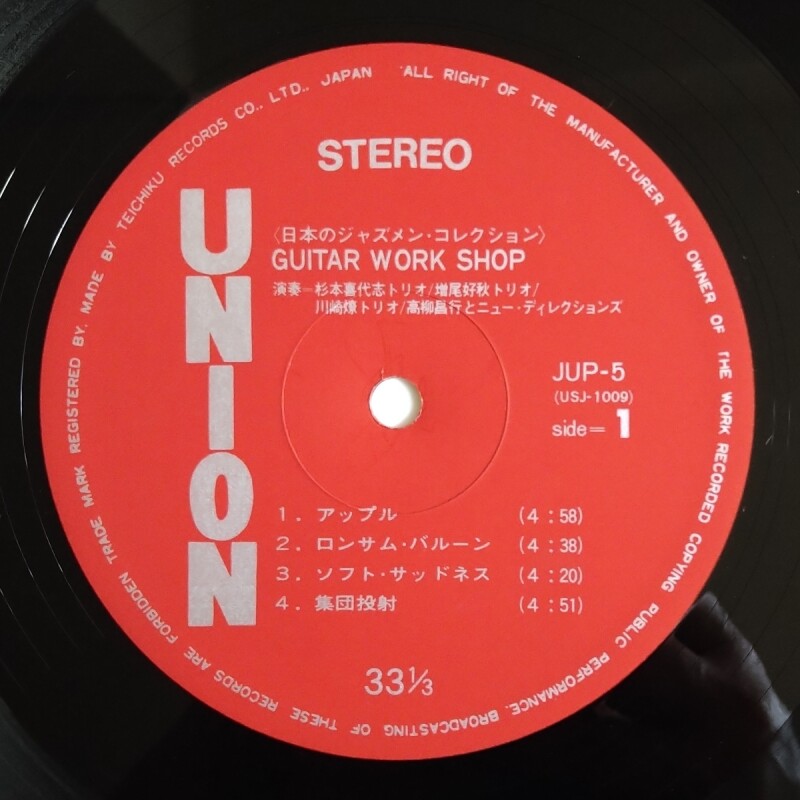 STEREO
UNION
〈日本のジャズメン・コレクション〉
GUITAR WORK SHOP
演奏=杉本喜代志トリオ/増尾好秋トリオ/
川崎燎トリオ/高柳昌行とニュー・ディレクションズ
JUP-5
(USJ-1009)
side= 1
1. アップル (4:58)
2. ロンサム・バルーン (4:38)
3. ソフト・サッドネス (4:20)
4. 集団投射 (4:51)
33⅓
TRADE MARK REGISTERED BY. MADE BY TEICHIKU RECORDS CO., LTD., JAPAN ALL RIGHT OF THE MANUFACTURER AND OWNER OF THE WORK RECORDED COPYING PUBLIC PERFORMANCE. BROADCASTING OF THESE RECORDS ARE FORBIDDEN